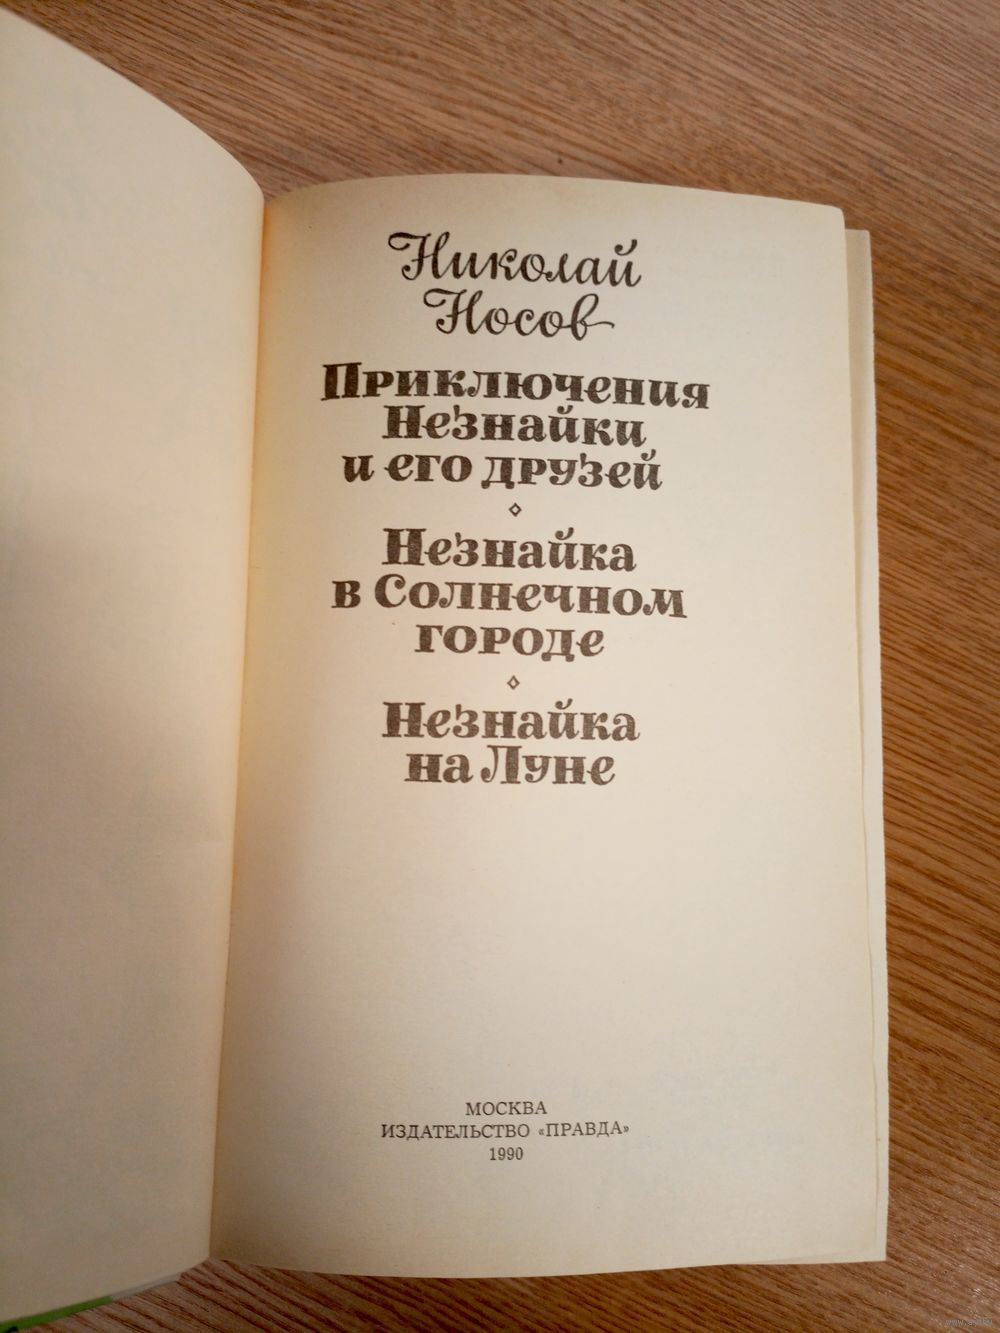 Николай
Носов
Приключения
Незнайки
и его друзей
Незнайка
в Солнечном
городе
Незнайка
на Луне
МОСКВА
ИЗДАТЕЛЬСТВО «ПРАВДА»
1990